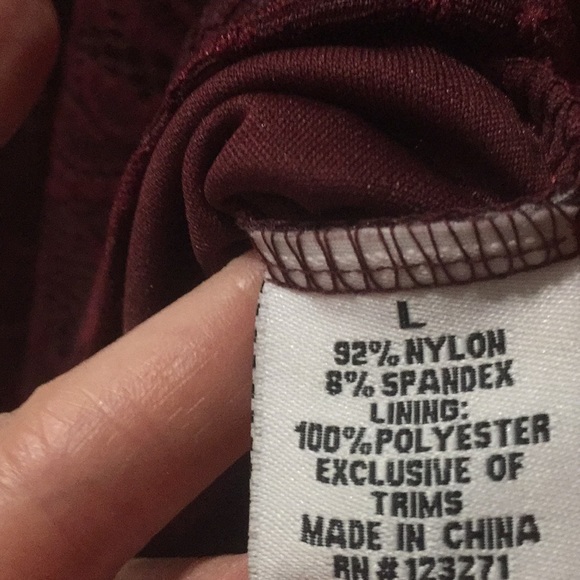 L
92% NYLON
8% SPANDEX
LINING:
100% POLYESTER
EXCLUSIVE OF
TRIMS
MADE IN CHINA
RN # 123271